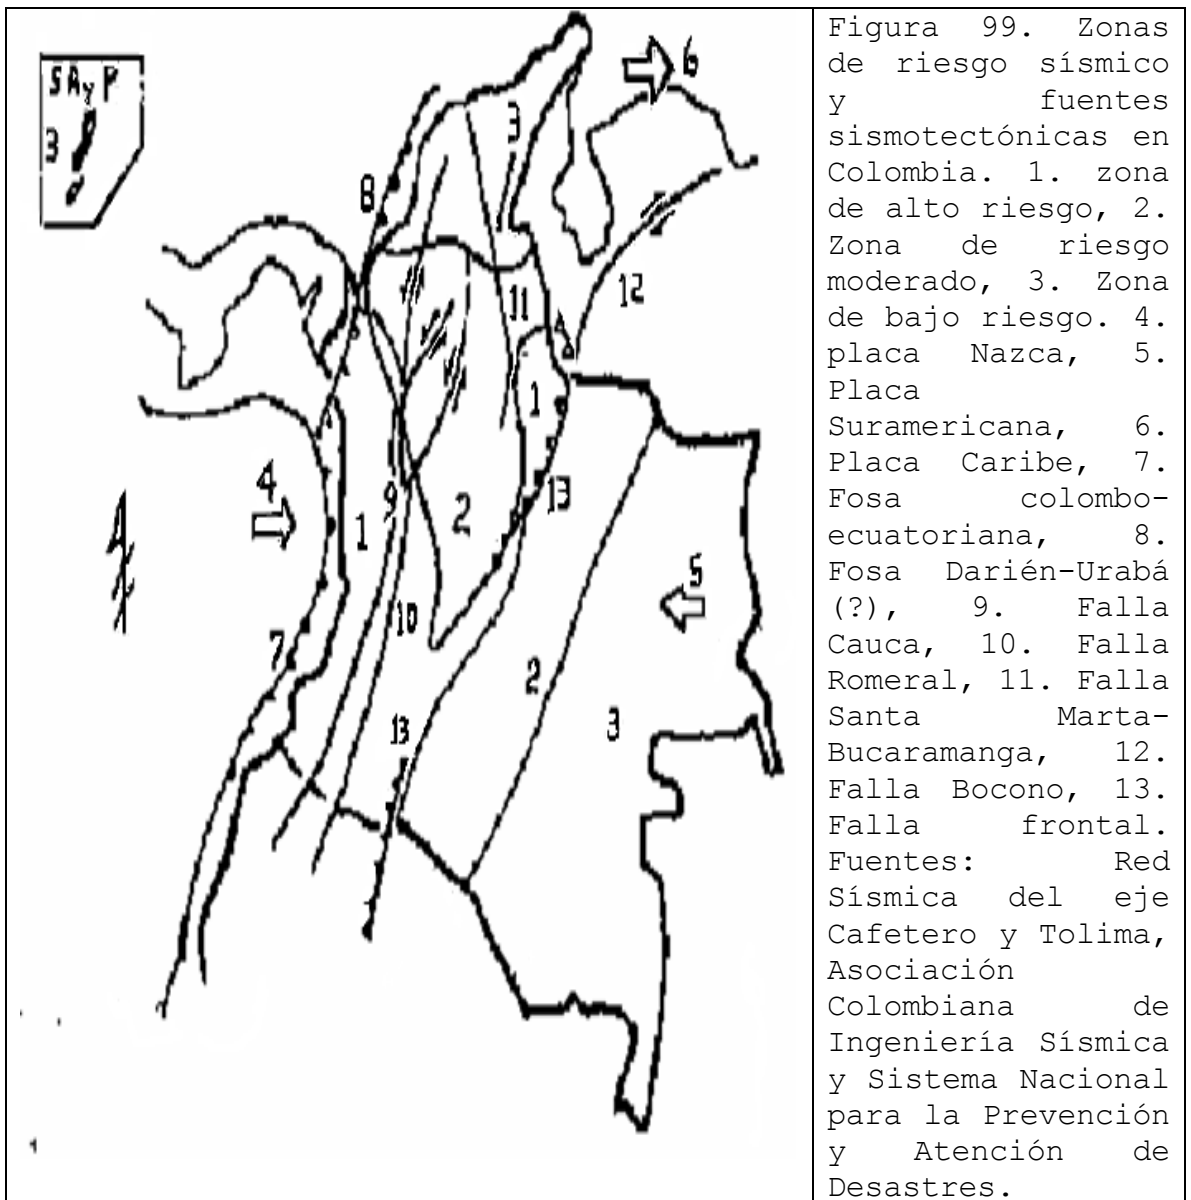 SAyP
3
6
3
8
12
11
1
4
9
2
13
1
5
10
7
2
3
13
Figura 99. Zonas
de riesgo sísmico
y fuentes
sismotectónicas en
Colombia. 1. zona
de alto riesgo, 2.
Zona de riesgo
moderado, 3. Zona
de bajo riesgo. 4.
placa Nazca, 5.
Placa
Suramericana, 6.
Placa Caribe, 7.
Fosa colombo-
ecuatoriana, 8.
Fosa Darién-Urabá
(?), 9. Falla
Cauca, 10. Falla
Romeral, 11. Falla
Santa Marta-
Bucaramanga, 12.
Falla Bocono, 13.
Falla frontal.
Fuentes: Red
Sísmica del eje
Cafetero y Tolima,
Asociación
Colombiana de
Ingeniería Sísmica
y Sistema Nacional
para la Prevención
y Atención de
Desastres.